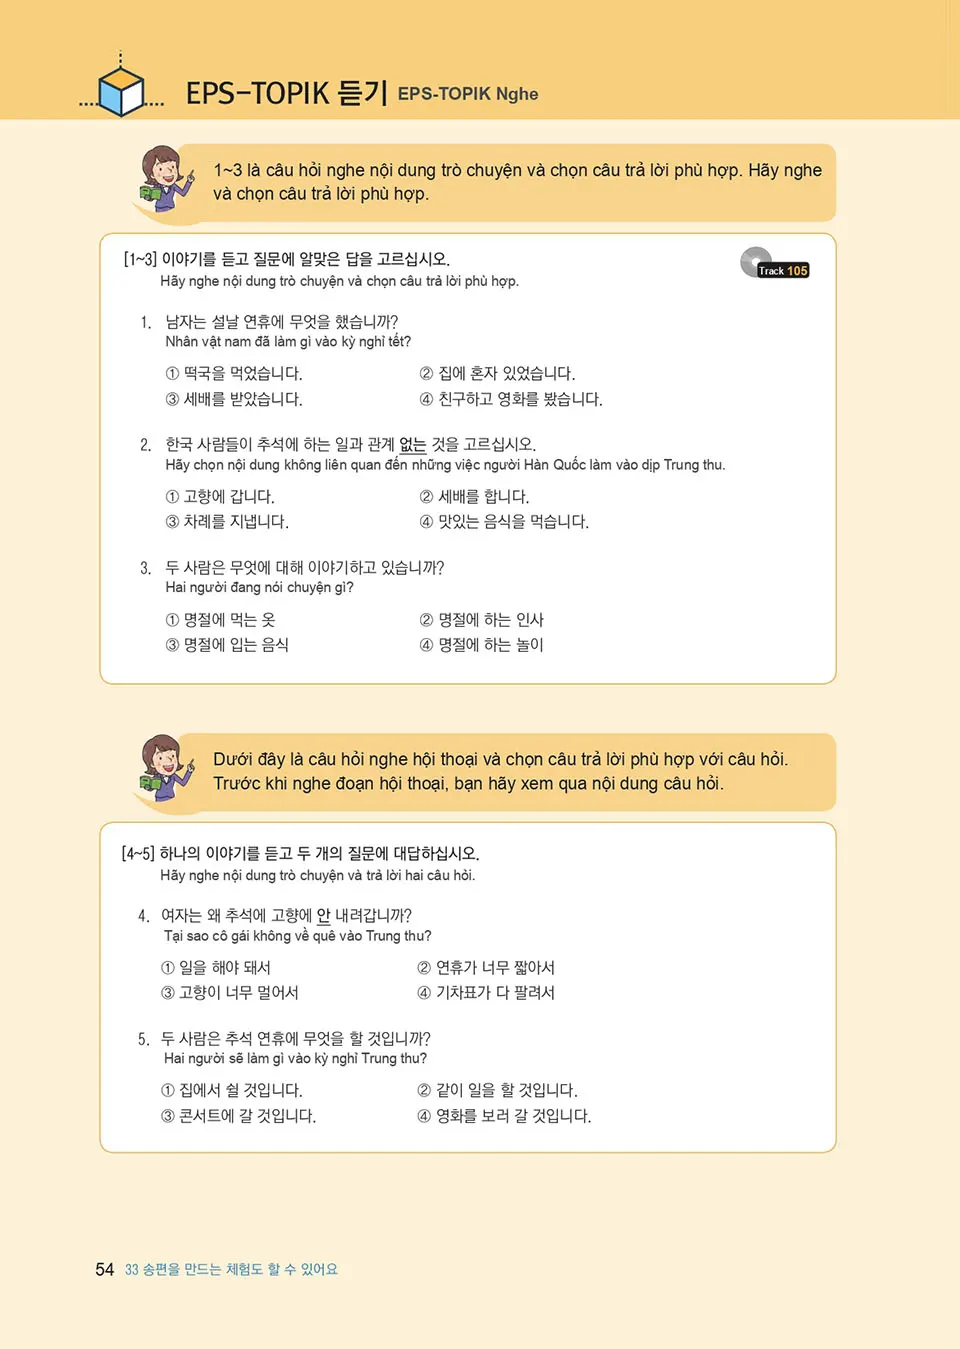 EPS-TOPIK 듣기 EPS-TOPIK Nghe
1~3 là câu hỏi nghe nội dung trò chuyện và chọn câu trả lời phù hợp. Hãy nghe
và chọn câu trả lời phù hợp.
[1~3] 이야기를 듣고 질문에 알맞은 답을 고르십시오.
Track 105
Hãy nghe nội dung trò chuyện và chọn câu trả lời phù hợp.
1. 남자는 설날 연휴에 무엇을 했습니까?
Nhân vật nam đã làm gì vào kỳ nghỉ tết?
① 떡국을 먹었습니다. ② 집에 혼자 있었습니다.
③ 세배를 받았습니다. ④ 친구하고 영화를 봤습니다.
2. 한국 사람들이 추석에 하는 일과 관계 없는 것을 고르십시오.
Hãy chọn nội dung không liên quan đến những việc người Hàn Quốc làm vào dịp Trung thu.
① 고향에 갑니다. ② 세배를 합니다.
③ 차례를 지냅니다. ④ 맛있는 음식을 먹습니다.
3. 두 사람은 무엇에 대해 이야기하고 있습니까?
Hai người đang nói chuyện gì?
① 명절에 먹는 옷 ② 명절에 하는 인사
③ 명절에 입는 음식 ④ 명절에 하는 놀이
Dưới đây là câu hỏi nghe hội thoại và chọn câu trả lời phù hợp với câu hỏi.
Trước khi nghe đoạn hội thoại, bạn hãy xem qua nội dung câu hỏi.
[4~5] 하나의 이야기를 듣고 두 개의 질문에 대답하십시오.
Hãy nghe nội dung trò chuyện và trả lời hai câu hỏi.
4. 여자는 왜 추석에 고향에 안 내려갑니까?
Tại sao cô gái không về quê vào Trung thu?
① 일을 해야 돼서 ② 연휴가 너무 짧아서
③ 고향이 너무 멀어서 ④ 기차표가 다 팔려서
5. 두 사람은 추석 연휴에 무엇을 할 것입니까?
Hai người sẽ làm gì vào kỳ nghỉ Trung thu?
① 집에서 쉴 것입니다. ② 같이 일을 할 것입니다.
③ 콘서트에 갈 것입니다. ④ 영화를 보러 갈 것입니다.
54 33 송편을 만드는 체험도 할 수 있어요